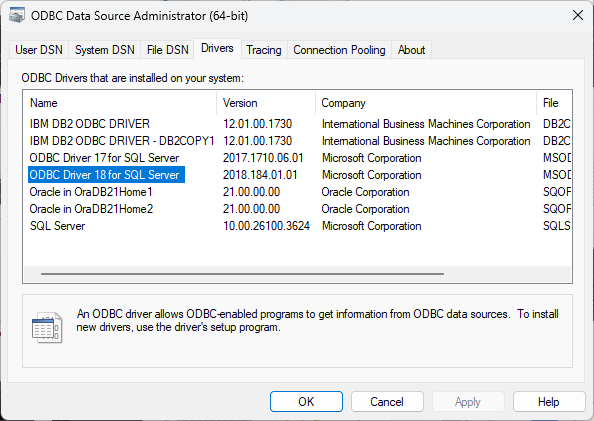 ODBC Data Source Administrator (64-bit)
User DSN System DSN File DSN Drivers Tracing Connection Pooling About
ODBC Drivers that are installed on your system:
Name Version Company File
IBM DB2 ODBC DRIVER 12.01.00.1730 International Business Machines Corporation DB2C
IBM DB2 ODBC DRIVER - DB2COPY1 12.01.00.1730 International Business Machines Corporation DB2C
ODBC Driver 17 for SQL Server 2017.1710.06.01 Microsoft Corporation MSOD
ODBC Driver 18 for SQL Server 2018.184.01.01 Microsoft Corporation MSOD
Oracle in OraDB21Home1 21.00.00.00 Oracle Corporation SQOF
Oracle in OraDB21Home2 21.00.00.00 Oracle Corporation SQOF
SQL Server 10.00.26100.3624 Microsoft Corporation SQLS
An ODBC driver allows ODBC-enabled programs to get information from ODBC data sources. To install
new drivers, use the driver's setup program.
OK Cancel Apply Help